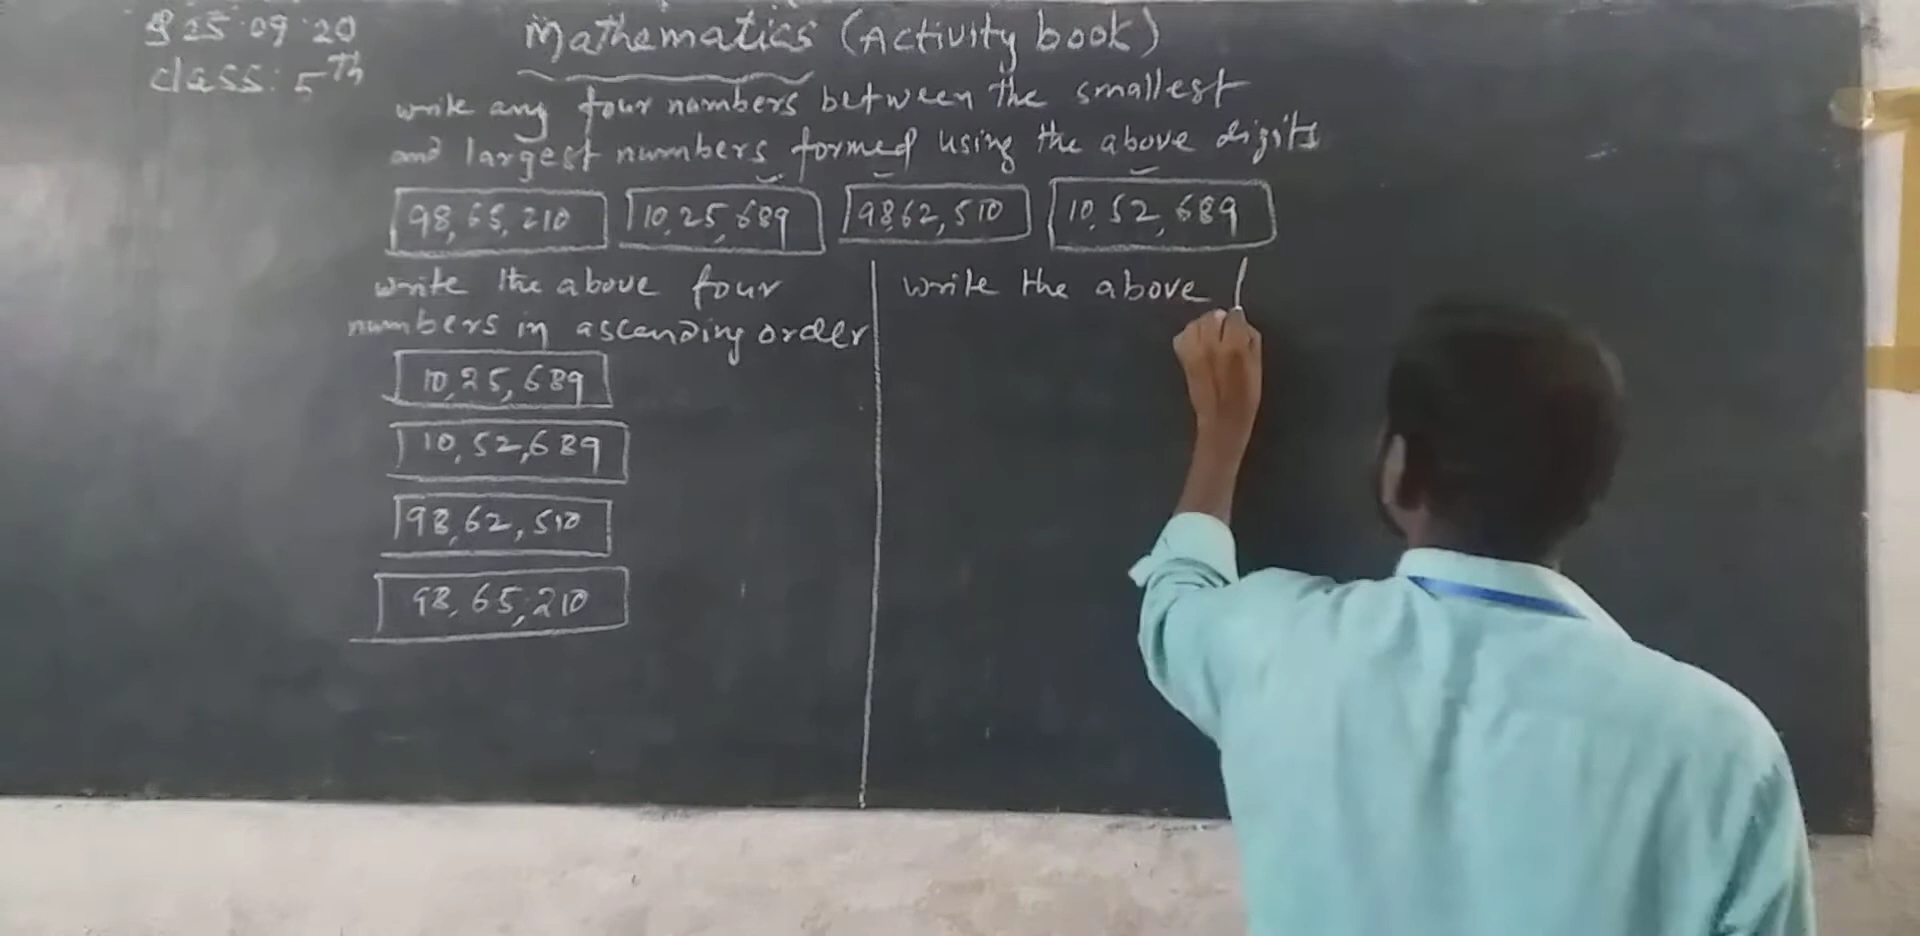 25.09.20
class: 5th
Mathematics (Activity book)
write any four numbers between the smallest
and largest numbers formed using the above digits
98,65,210 10,25,689 98,62,510 10,52,689
write the above four
numbers in ascending order
10,25,689
10,52,689
98,62,510
98,65,210
write the above